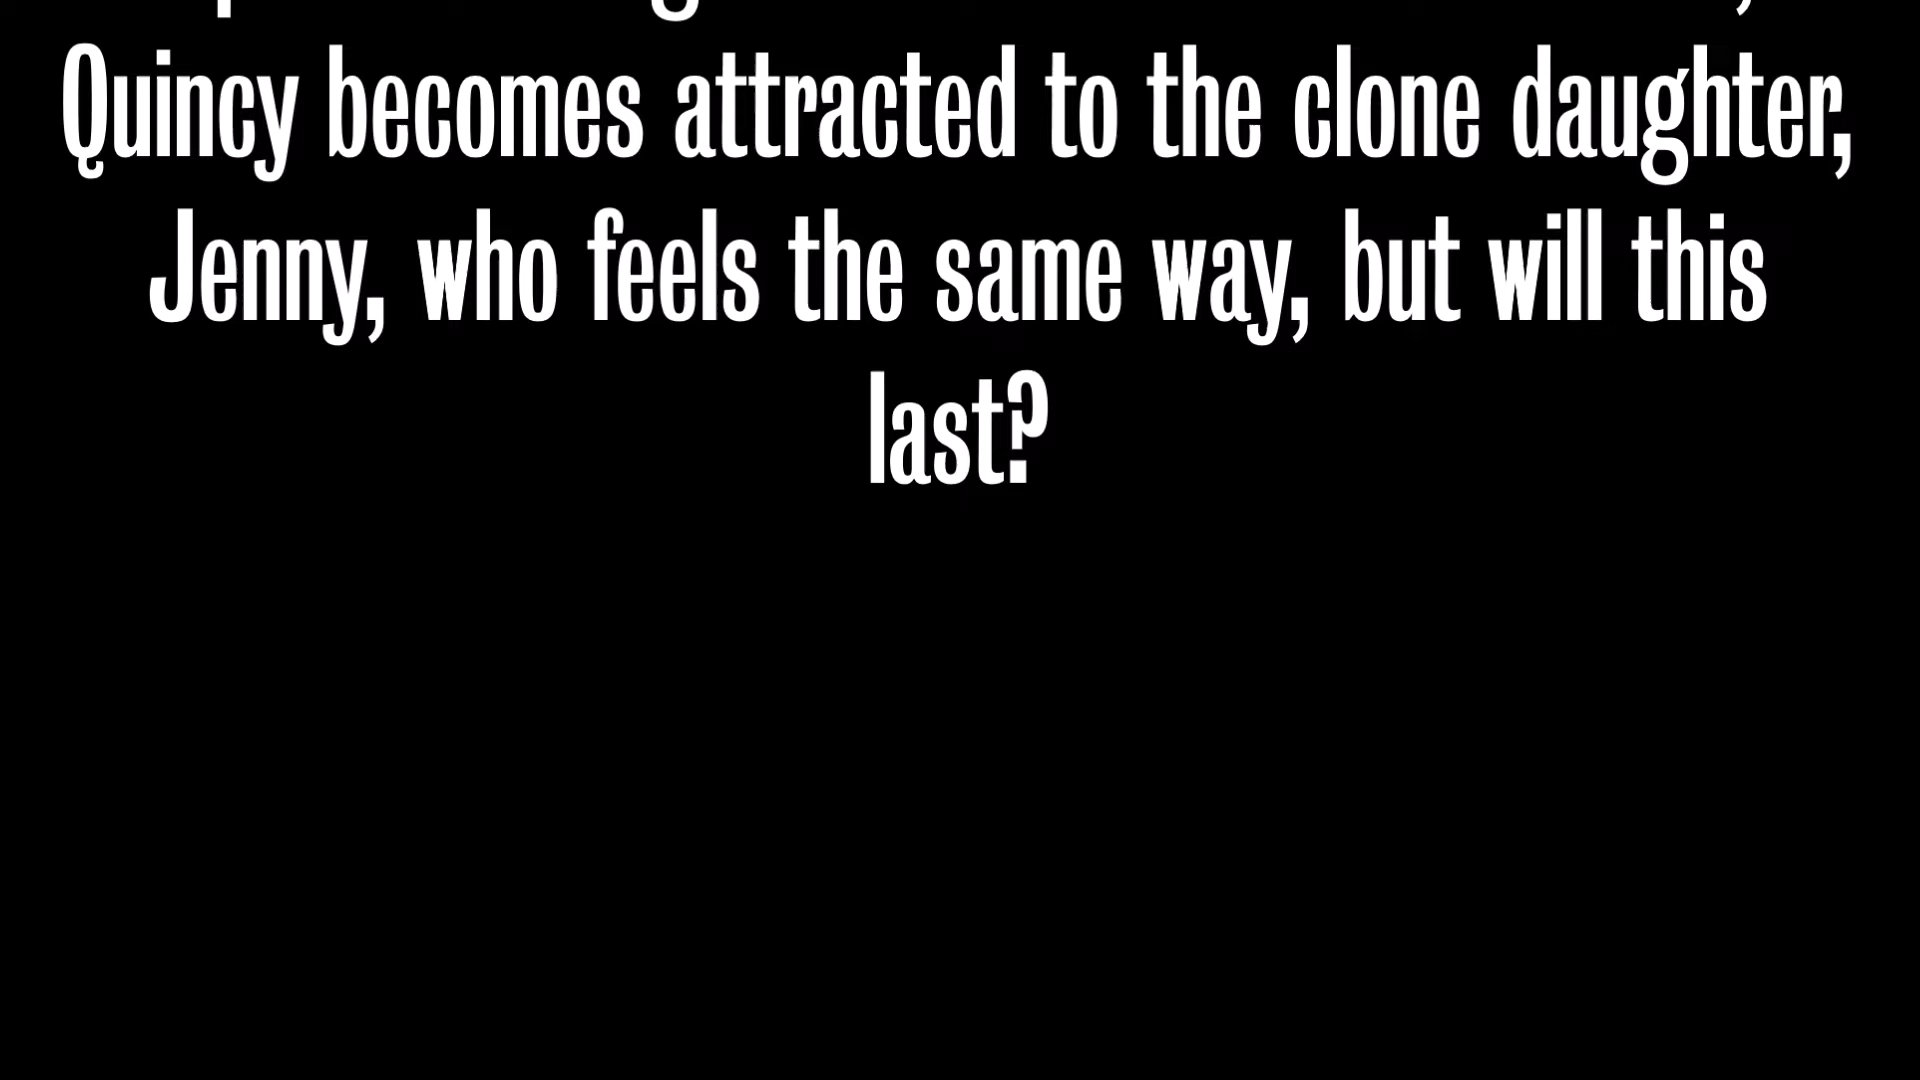 Quincy becomes attracted to the clone daughter,
Jenny, who feels the same way, but will this
last?